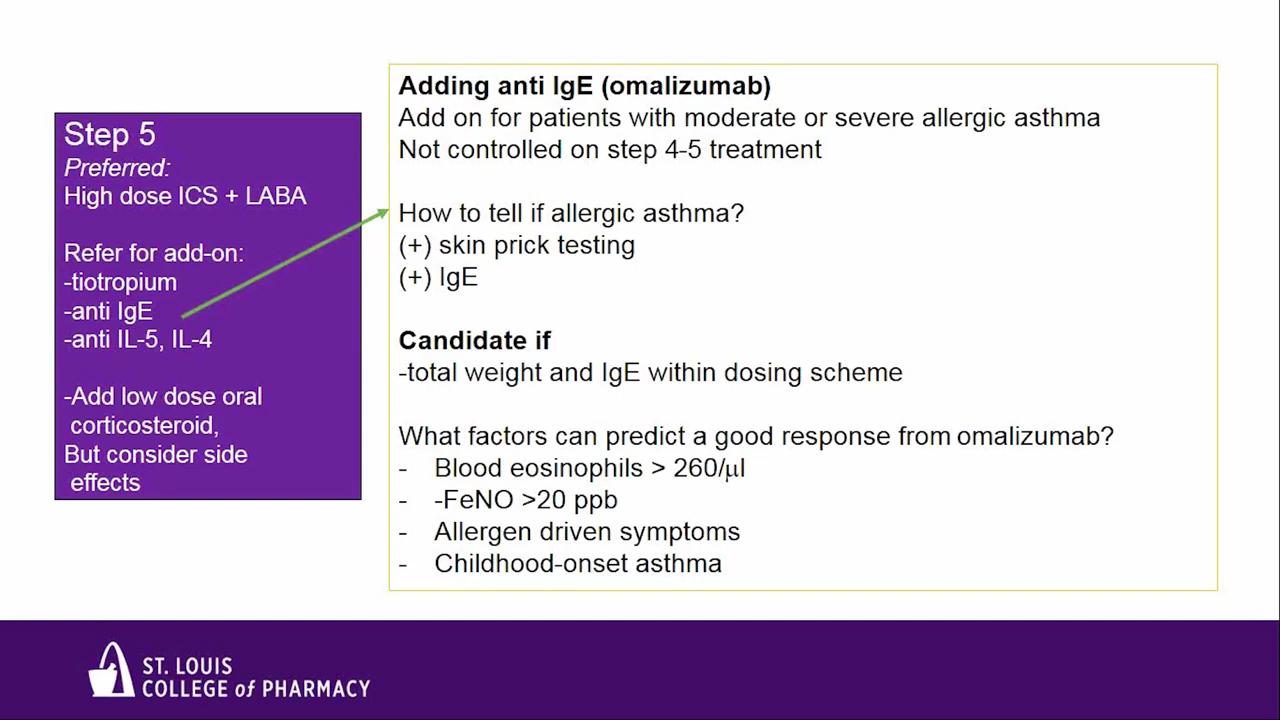 Step 5
Preferred:
High dose ICS + LABA
Refer for add-on:
-tiotropium
-anti IgE
-anti IL-5, IL-4
-Add low dose oral
corticosteroid,
But consider side
effects
Adding anti IgE (omalizumab)
Add on for patients with moderate or severe allergic asthma
Not controlled on step 4-5 treatment
How to tell if allergic asthma?
(+) skin prick testing
(+) IgE
Candidate if
-total weight and IgE within dosing scheme
What factors can predict a good response from omalizumab?
- Blood eosinophils > 260/μl
- -FeNO >20 ppb
- Allergen driven symptoms
- Childhood-onset asthma
ST. LOUIS
COLLEGE of PHARMACY